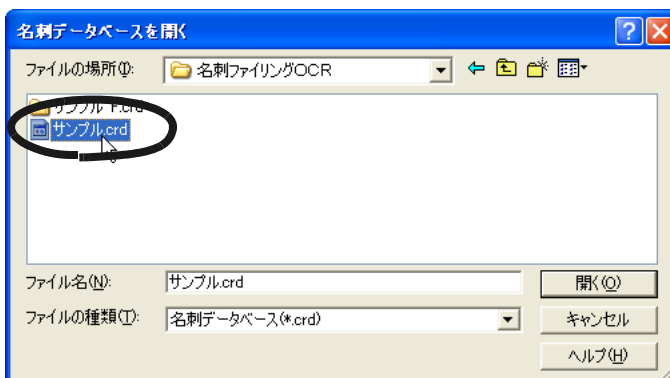 名刺データベースを開く
ファイルの場所(I):
名刺ファイリングOCR
サンプル F.crd
サンプル.crd
ファイル名(N):
サンプル.crd
開く(O)
ファイルの種類(T):
名刺データベース(*.crd)
キャンセル
ヘルプ(H)